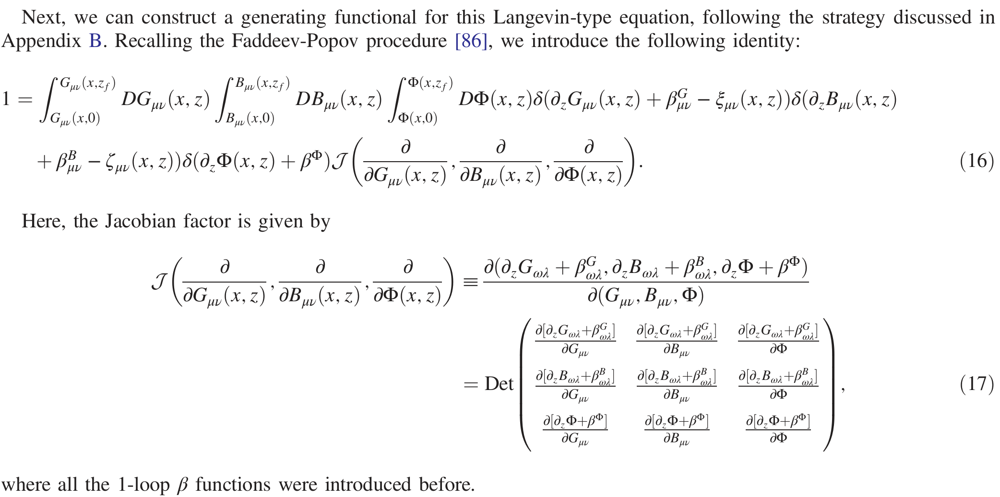 Next, we can construct a generating functional for this Langevin-type equation, following the strategy discussed in
Appendix B. Recalling the Faddeev-Popov procedure [86], we introduce the following identity:
$1 = \int_{G_{\mu\nu}(x,0)}^{G_{\mu\nu}(x,z_f)} DG_{\mu\nu}(x,z) \int_{B_{\mu\nu}(x,0)}^{B_{\mu\nu}(x,z_f)} DB_{\mu\nu}(x,z) \int_{\Phi(x,0)}^{\Phi(x,z_f)} D\Phi(x,z)\delta(\partial_z G_{\mu\nu}(x,z) + \beta^G_{\mu\nu} - \xi_{\mu\nu}(x,z))\delta(\partial_z B_{\mu\nu}(x,z)$
$+ \beta^B_{\mu\nu} - \zeta_{\mu\nu}(x,z))\delta(\partial_z \Phi(x,z) + \beta^\Phi)\mathcal{J}\left(\frac{\partial}{\partial G_{\mu\nu}(x,z)}, \frac{\partial}{\partial B_{\mu\nu}(x,z)}, \frac{\partial}{\partial \Phi(x,z)}\right).$ (16)
Here, the Jacobian factor is given by
$\mathcal{J}\left(\frac{\partial}{\partial G_{\mu\nu}(x,z)}, \frac{\partial}{\partial B_{\mu\nu}(x,z)}, \frac{\partial}{\partial \Phi(x,z)}\right) \equiv \frac{\partial(\partial_z G_{\omega\lambda} + \beta^G_{\omega\lambda}, \partial_z B_{\omega\lambda} + \beta^B_{\omega\lambda}, \partial_z \Phi + \beta^\Phi)}{\partial(G_{\mu\nu}, B_{\mu\nu}, \Phi)}$
$= \text{Det}\begin{pmatrix} \frac{\partial[\partial_z G_{\omega\lambda}+\beta^G_{\omega\lambda}]}{\partial G_{\mu\nu}} & \frac{\partial[\partial_z G_{\omega\lambda}+\beta^G_{\omega\lambda}]}{\partial B_{\mu\nu}} & \frac{\partial[\partial_z G_{\omega\lambda}+\beta^G_{\omega\lambda}]}{\partial \Phi} \\ \frac{\partial[\partial_z B_{\omega\lambda}+\beta^B_{\omega\lambda}]}{\partial G_{\mu\nu}} & \frac{\partial[\partial_z B_{\omega\lambda}+\beta^B_{\omega\lambda}]}{\partial B_{\mu\nu}} & \frac{\partial[\partial_z B_{\omega\lambda}+\beta^B_{\omega\lambda}]}{\partial \Phi} \\ \frac{\partial[\partial_z \Phi+\beta^\Phi]}{\partial G_{\mu\nu}} & \frac{\partial[\partial_z \Phi+\beta^\Phi]}{\partial B_{\mu\nu}} & \frac{\partial[\partial_z \Phi+\beta^\Phi]}{\partial \Phi} \end{pmatrix},$ (17)
where all the 1-loop $\beta$ functions were introduced before.